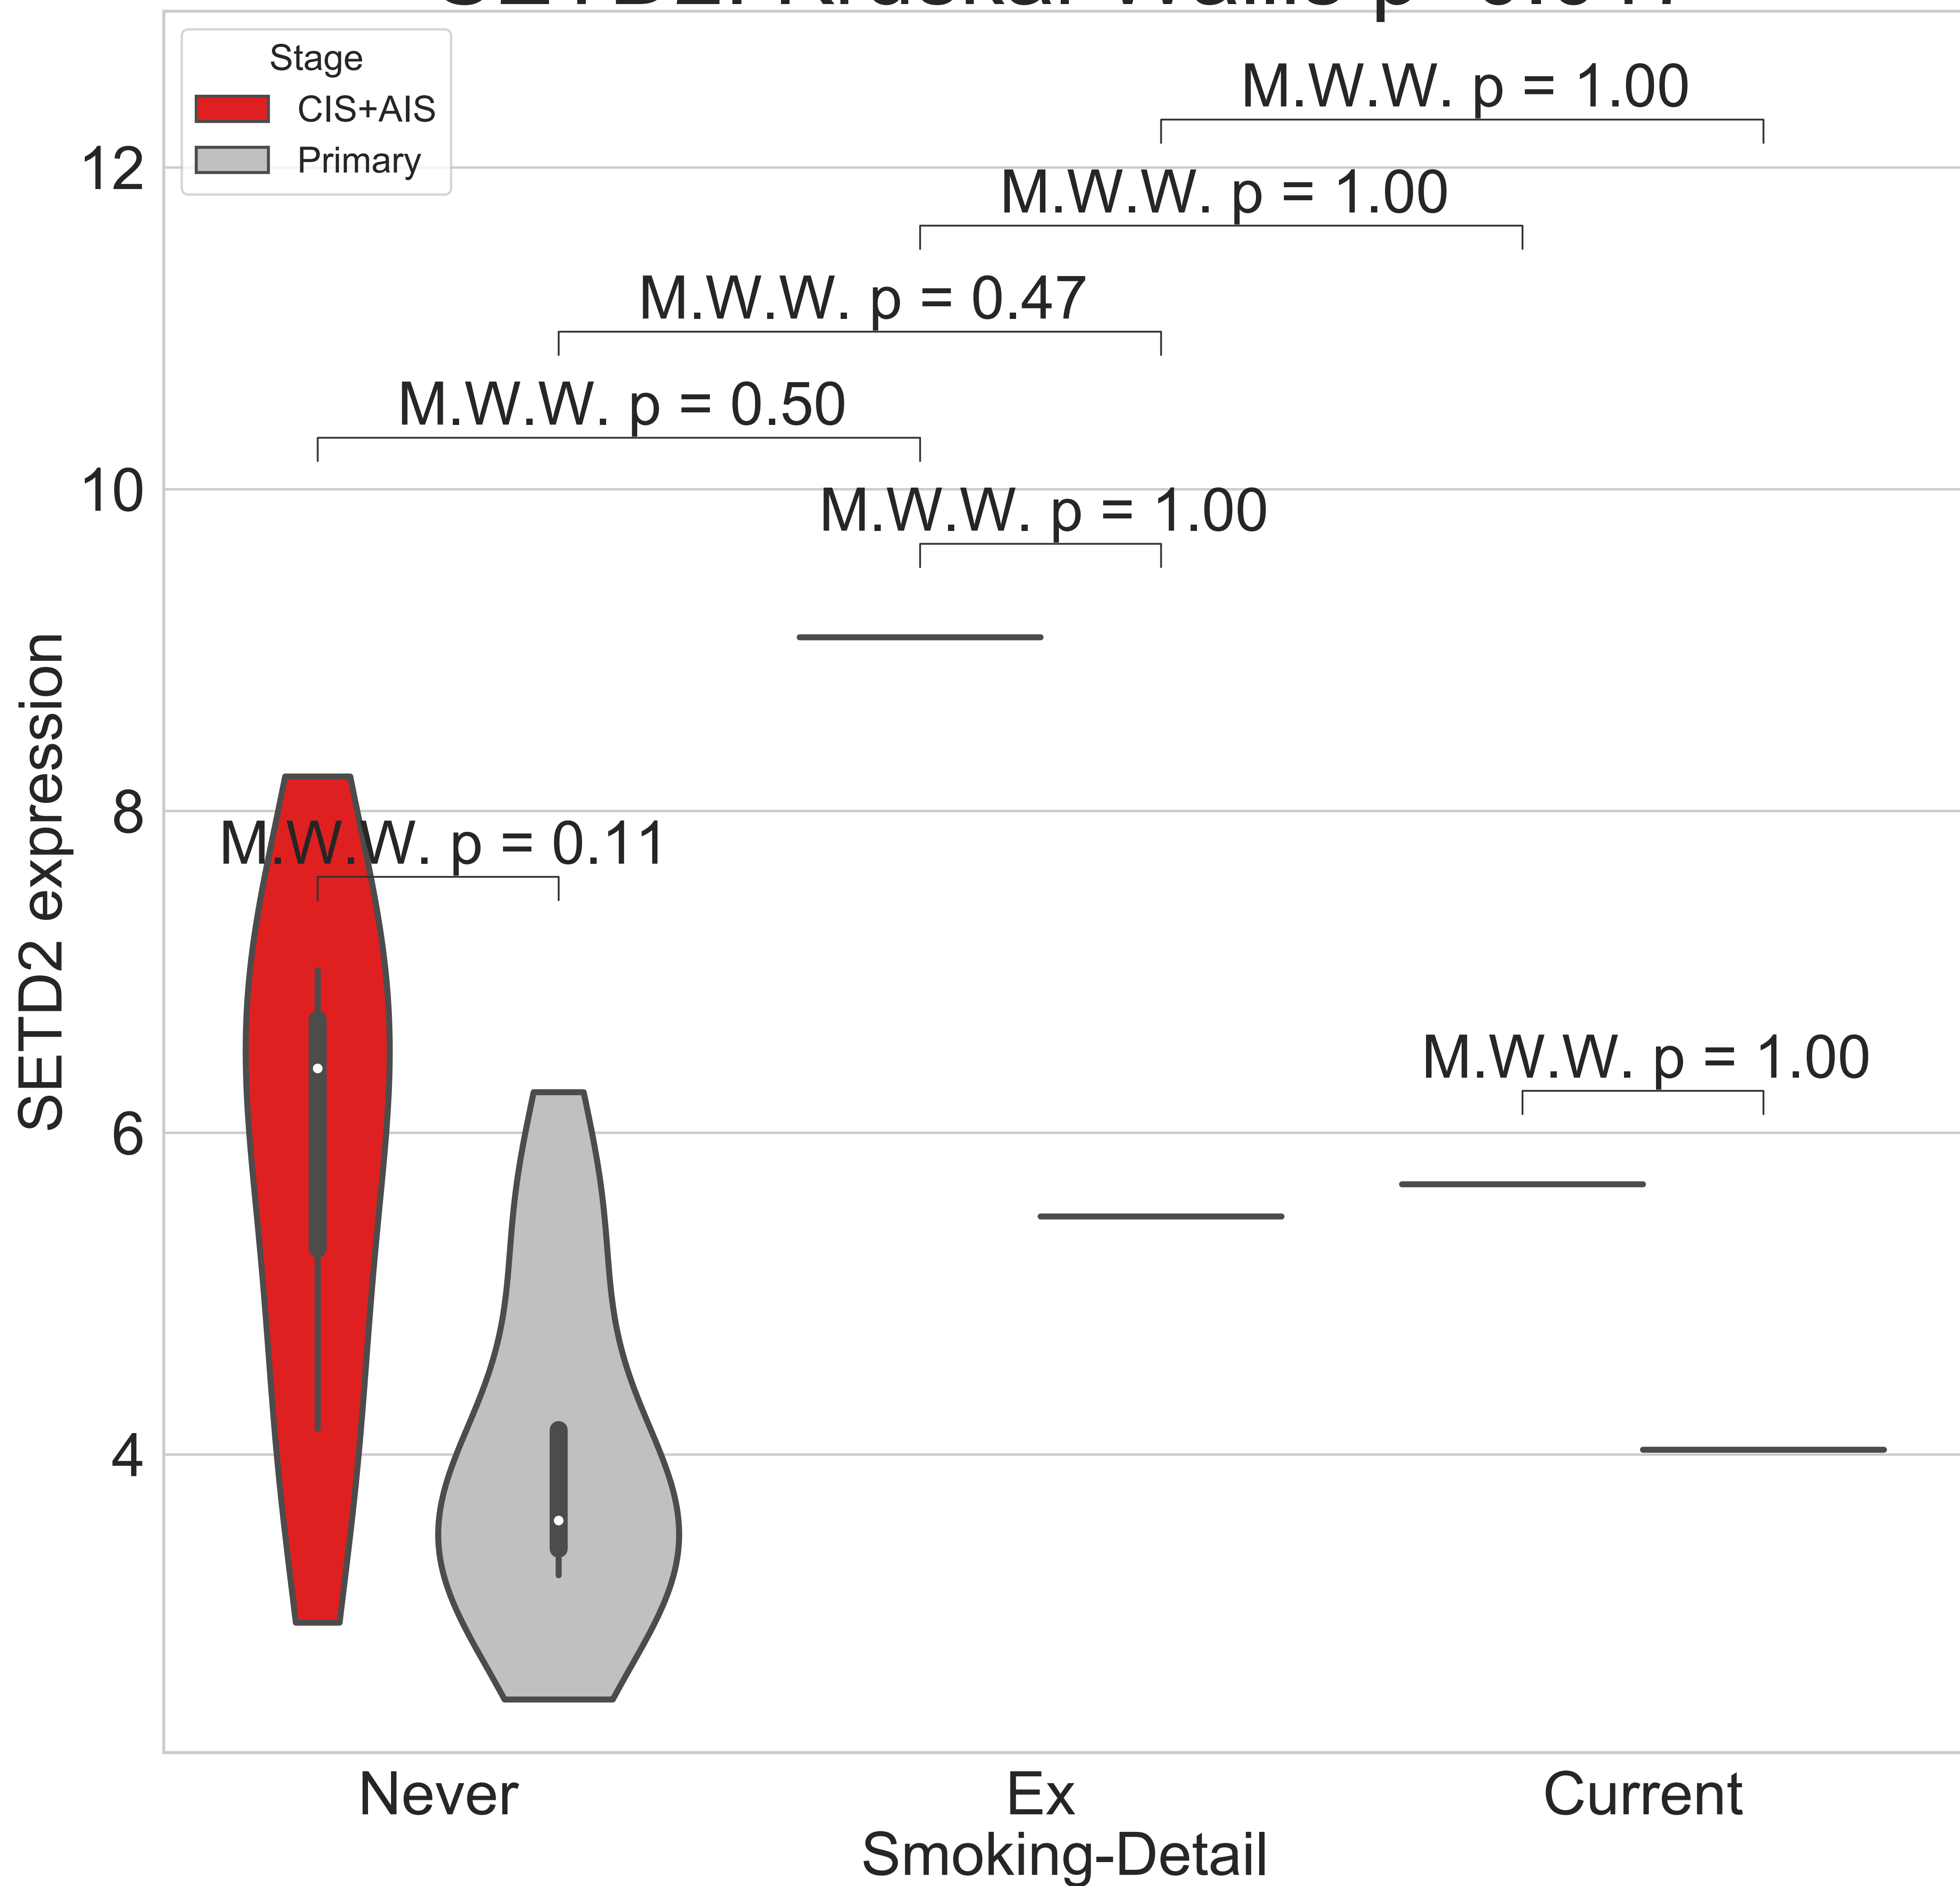 Stage
CIS+AIS
Primary
M.W.W. p = 1.00
M.W.W. p = 1.00
M.W.W. p = 0.47
M.W.W. p = 0.50
M.W.W. p = 1.00
M.W.W. p = 0.11
M.W.W. p = 1.00
12
10
8
6
4
SETD2 expression
Never
Ex
Current
Smoking-Detail